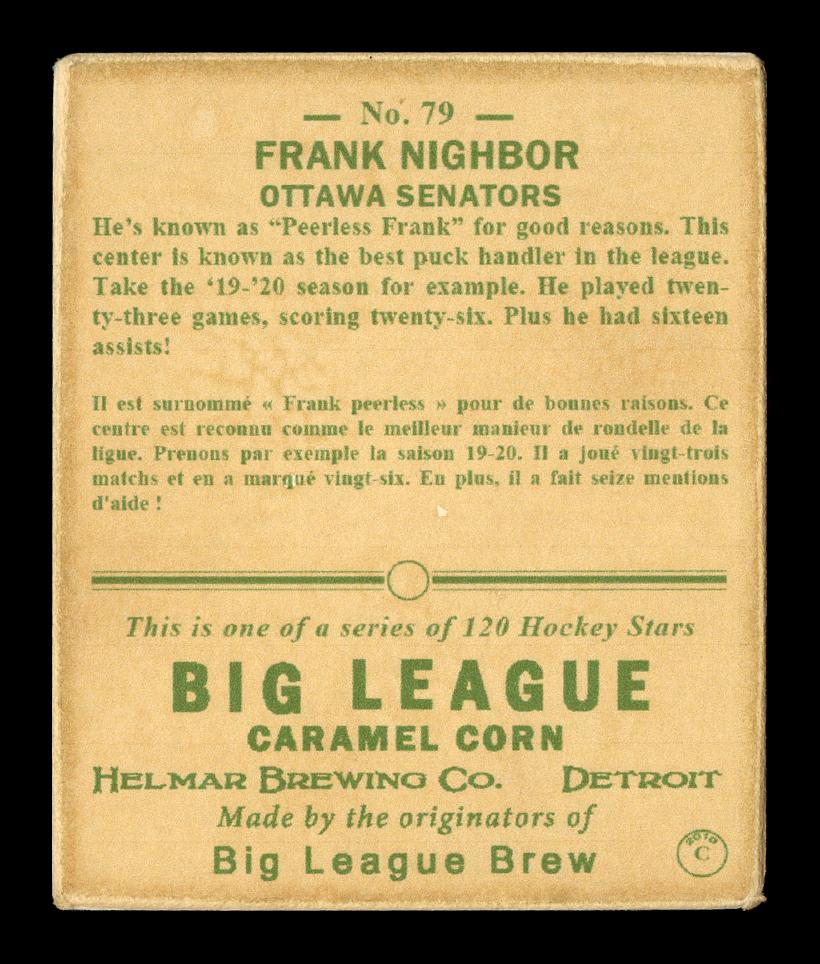 — No. 79 —
FRANK NIGHBOR
OTTAWA SENATORS
He's known as “Peerless Frank” for good reasons. This
center is known as the best puck handler in the league.
Take the ‘19-’20 season for example. He played twen-
ty-three games, scoring twenty-six. Plus he had sixteen
assists!
Il est surnommé « Frank peerless » pour de bonnes raisons. Ce
centre est reconnu comme le meilleur manieur de rondelle de la
ligue. Prenons par exemple la saison 19-20. Il a joué vingt-trois
matchs et en a marqué vingt-six. En plus, il a fait seize mentions
d'aide !
This is one of a series of 120 Hockey Stars
BIG LEAGUE
CARAMEL CORN
HELMAR BREWING CO. DETROIT
Made by the originators of
Big League Brew
2010
C